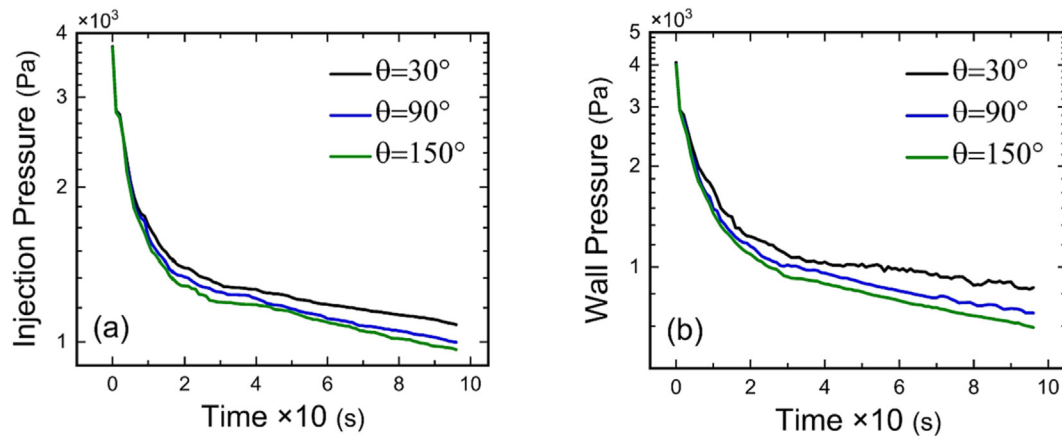 ×10³
4
3
2
1
Injection Pressure (Pa)
θ=30°
θ=90°
θ=150°
(a)
0 2 4 6 8 10
Time ×10 (s)
×10³
5
4
3
2
1
Wall Pressure (Pa)
θ=30°
θ=90°
θ=150°
(b)
0 2 4 6 8 10
Time ×10 (s)